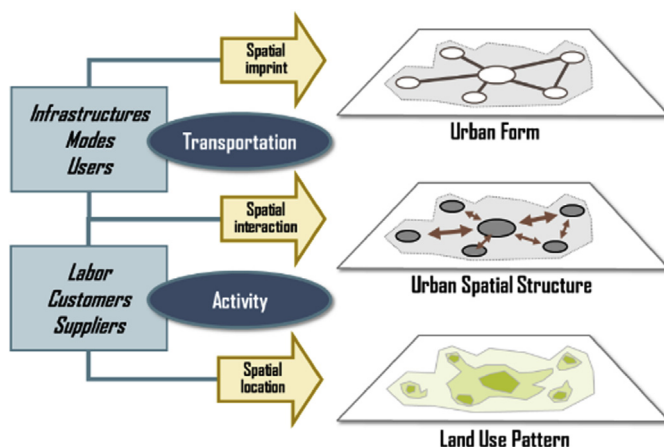 Spatial
imprint
Infrastructures
Modes
Users
Transportation
Urban Form
Spatial
interaction
Labor
Customers
Suppliers
Activity
Urban Spatial Structure
Spatial
location
Land Use Pattern